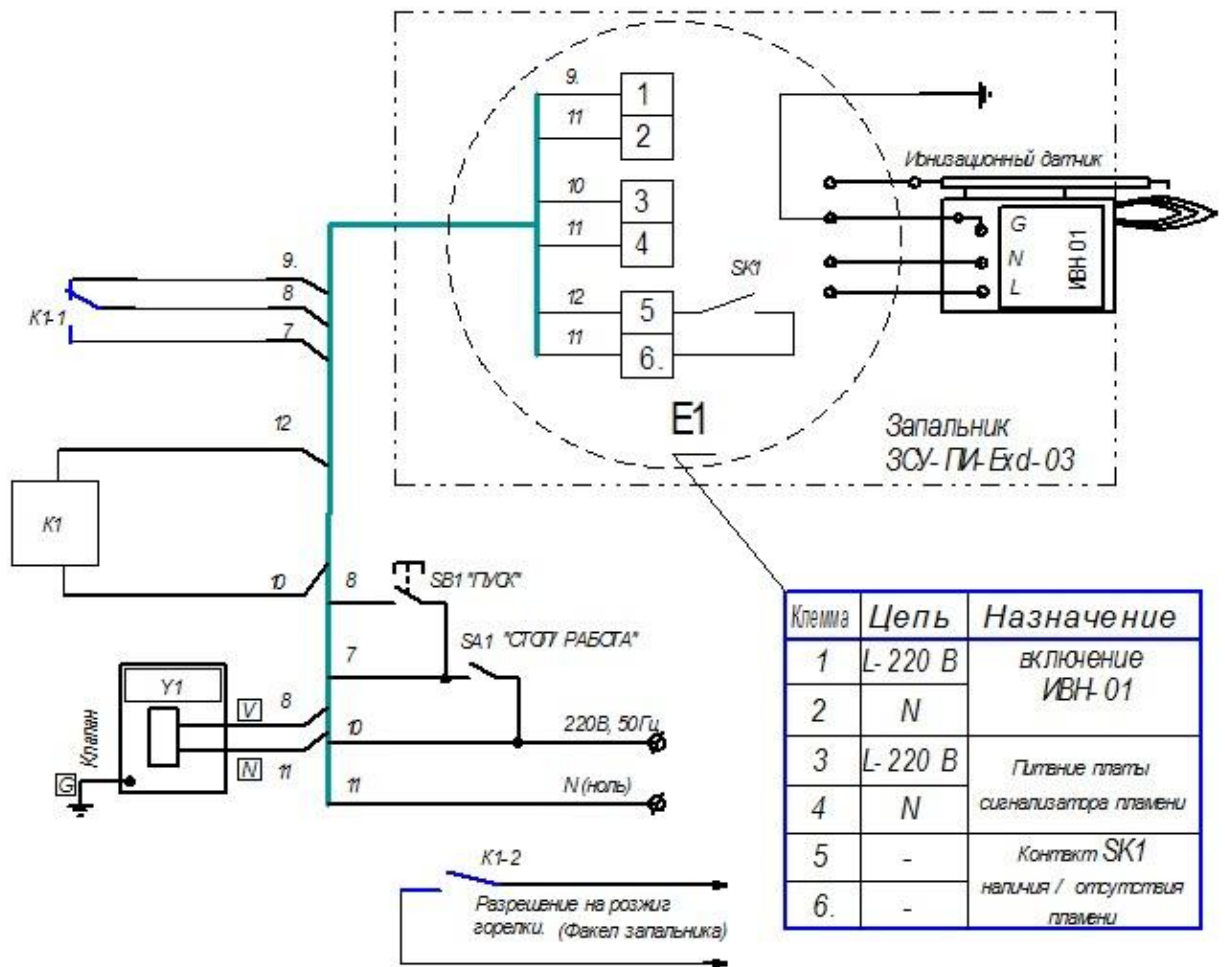 9.
11
10
11
12
11
1
2
3
4
5
6.
SK1
E1
Ионизационный датчик
G
N
L
ИВН 01
Запальник
ЗСУ-ПИ-Exd-03
9.
8
7
K1-1
12
K1
10
8
SB1 "ПУСК"
7
SA1 "СТОП/ РАБОТА"
Y1
Клапан
V
8
N
11
G
10
220В, 50Гц
11
N (ноль)
K1-2
Разрешение на розжиг
горелки. (Факел запальника)
Клемма Цепь Назначение
1 L-220 В включение
ИВН-01
2 N
3 L-220 В Питание платы
сигнализатора пламени
4 N
5 - Контакт SK1
наличия / отсутствия
пламени
6. -